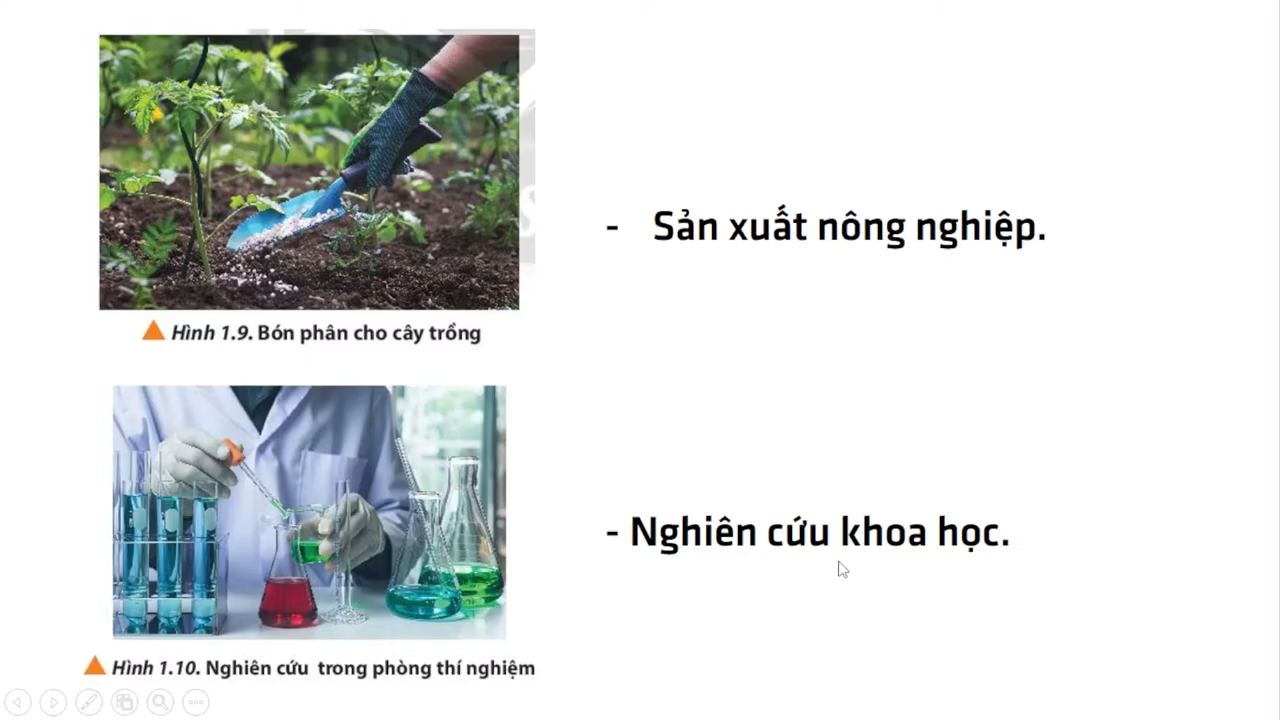 - Sản xuất nông nghiệp.
Hình 1.9. Bón phân cho cây trồng
- Nghiên cứu khoa học.
Hình 1.10. Nghiên cứu trong phòng thí nghiệm